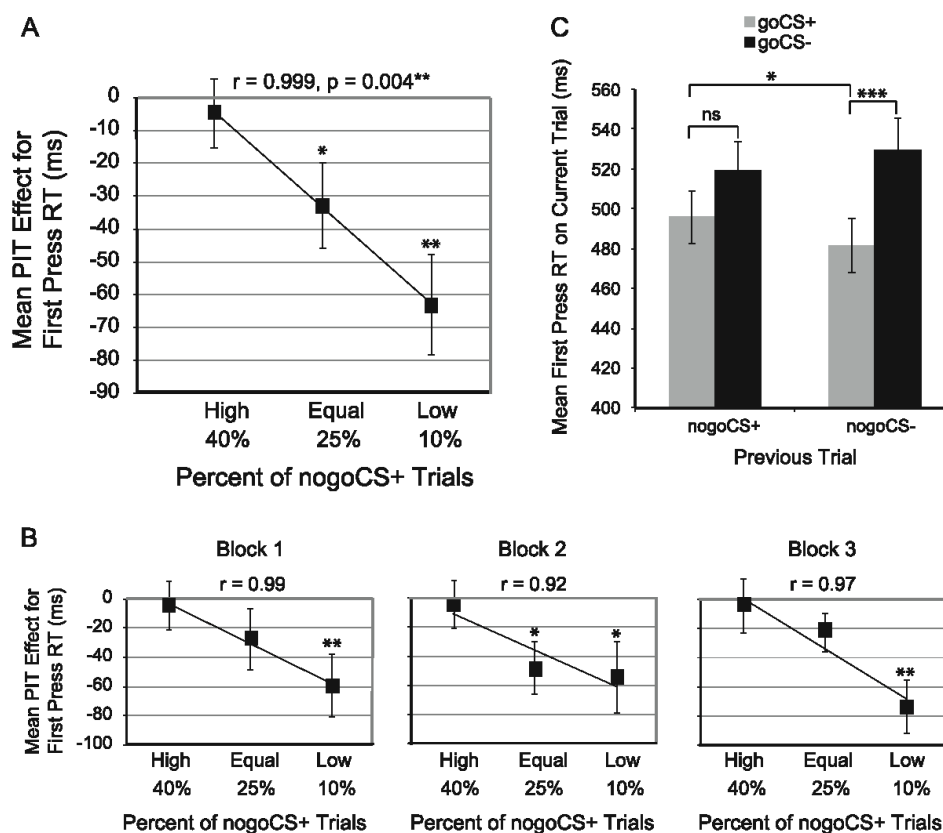 A
r = 0.999, p = 0.004**
Mean PIT Effect for
First Press RT (ms)
0
-10
-20
-30
-40
-50
-60
-70
-80
-90
*
**
High Equal Low
40% 25% 10%
Percent of nogoCS+ Trials
C
goCS+
goCS-
Mean First Press RT on Current Trial (ms)
560
540
520
500
480
460
440
420
400
*
ns
***
nogoCS+ nogoCS-
Previous Trial
B
Mean PIT Effect for
First Press RT (ms)
Block 1
r = 0.99
0
-20
-40
-60
-80
-100
**
High Equal Low
40% 25% 10%
Percent of nogoCS+ Trials
Block 2
r = 0.92
* *
High Equal Low
40% 25% 10%
Percent of nogoCS+ Trials
Block 3
r = 0.97
**
High Equal Low
40% 25% 10%
Percent of nogoCS+ Trials